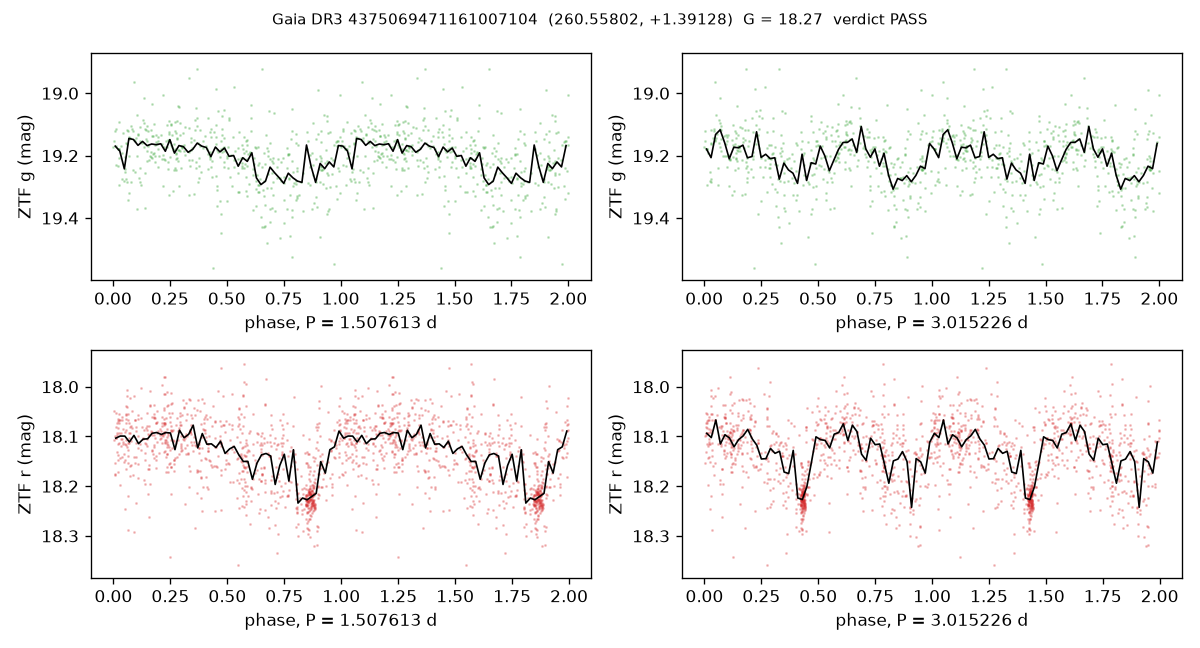 Gaia DR3 4375069471161007104 (260.55802, +1.39128) G = 18.27 verdict PASS
ZTF g (mag)
19.0
19.2
19.4
0.00 0.25 0.50 0.75 1.00 1.25 1.50 1.75 2.00
phase, P = 1.507613 d
ZTF g (mag)
19.0
19.2
19.4
0.00 0.25 0.50 0.75 1.00 1.25 1.50 1.75 2.00
phase, P = 3.015226 d
ZTF r (mag)
18.0
18.1
18.2
18.3
0.00 0.25 0.50 0.75 1.00 1.25 1.50 1.75 2.00
phase, P = 1.507613 d
ZTF r (mag)
18.0
18.1
18.2
18.3
0.00 0.25 0.50 0.75 1.00 1.25 1.50 1.75 2.00
phase, P = 3.015226 d